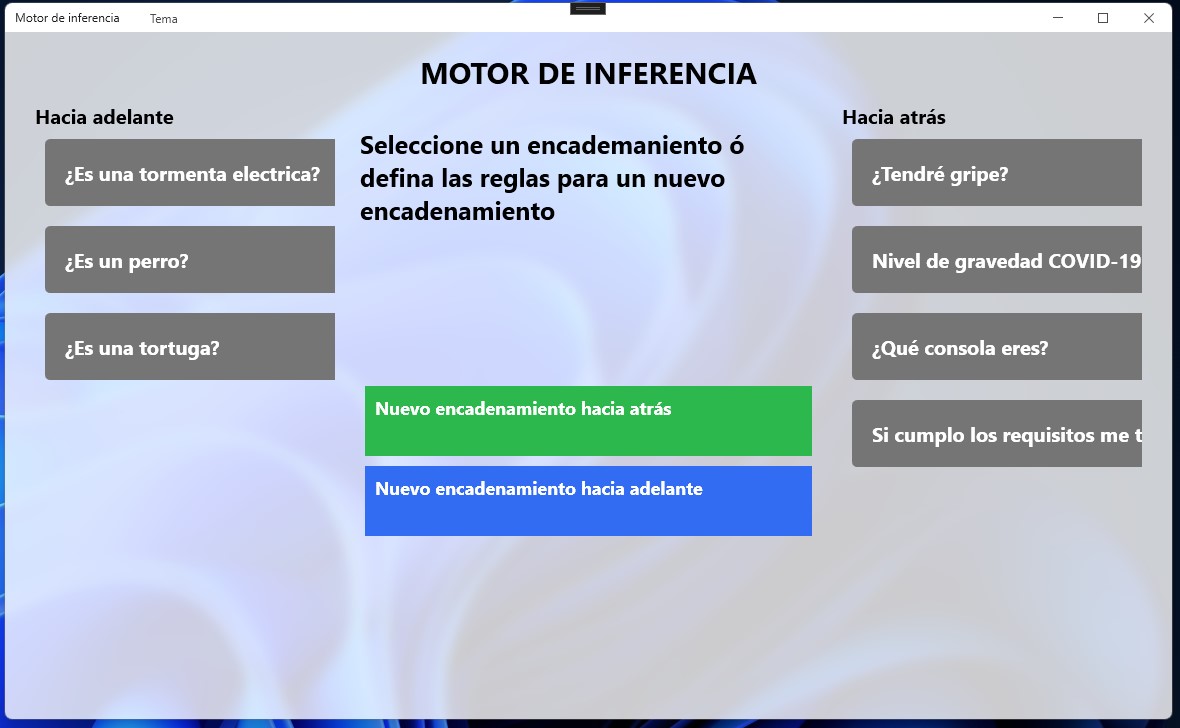 Motor de inferencia
Tema
MOTOR DE INFERENCIA
Hacia adelante
¿Es una tormenta electrica?
¿Es un perro?
¿Es una tortuga?
Seleccione un encademaniento ó
defina las reglas para un nuevo
encadenamiento
Nuevo encadenamiento hacia atrás
Nuevo encadenamiento hacia adelante
Hacia atrás
¿Tendré gripe?
Nivel de gravedad COVID-19
¿Qué consola eres?
Si cumplo los requisitos me t